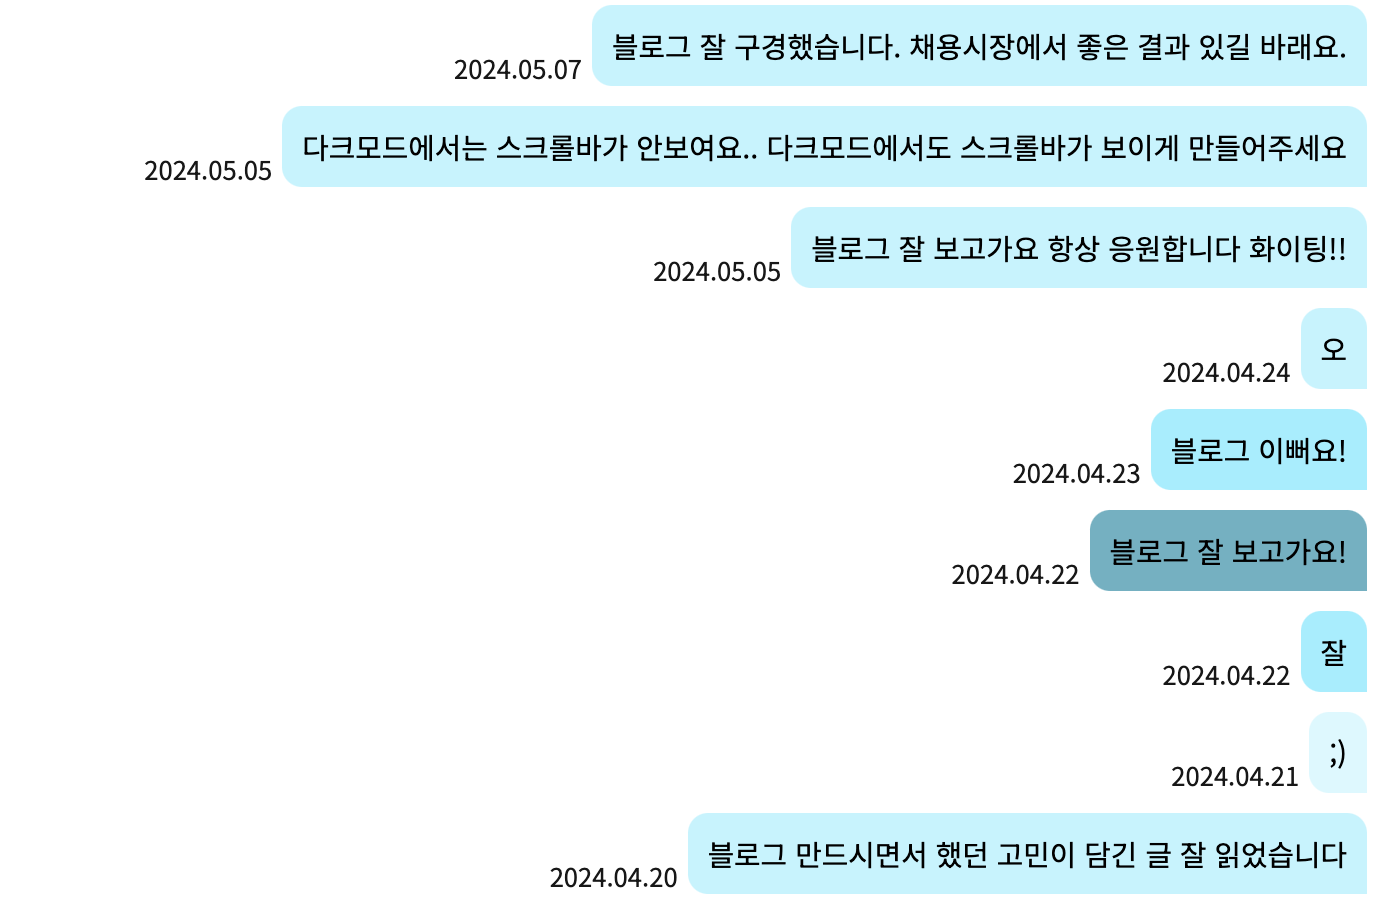 블로그 잘 구경했습니다. 채용시장에서 좋은 결과 있길 바래요.
2024.05.07
다크모드에서는 스크롤바가 안보여요.. 다크모드에서도 스크롤바가 보이게 만들어주세요
2024.05.05
블로그 잘 보고가요 항상 응원합니다 화이팅!!
2024.05.05
오
2024.04.24
블로그 이뻐요!
2024.04.23
블로그 잘 보고가요!
2024.04.22
잘
2024.04.22
;)
2024.04.21
블로그 만드시면서 했던 고민이 담긴 글 잘 읽었습니다
2024.04.20